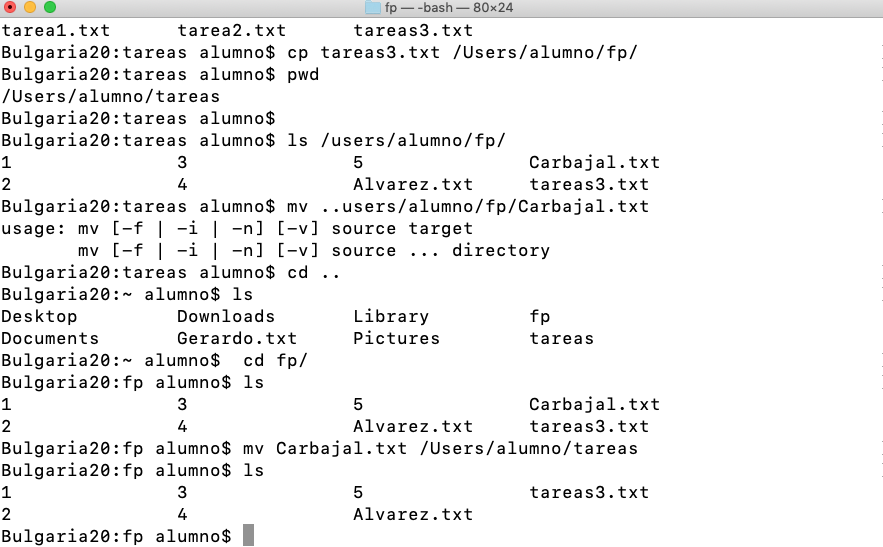 fp — -bash — 80×24
tarea1.txt      tarea2.txt      tareas3.txt
Bulgaria20:tareas alumno$ cp tareas3.txt /Users/alumno/fp/
Bulgaria20:tareas alumno$ pwd
/Users/alumno/tareas
Bulgaria20:tareas alumno$
Bulgaria20:tareas alumno$ ls /users/alumno/fp/
1               3               5               Carbajal.txt
2               4               Alvarez.txt     tareas3.txt
Bulgaria20:tareas alumno$ mv ..users/alumno/fp/Carbajal.txt
usage: mv [-f | -i | -n] [-v] source target
       mv [-f | -i | -n] [-v] source ... directory
Bulgaria20:tareas alumno$ cd ..
Bulgaria20:~ alumno$ ls
Desktop         Downloads       Library         fp
Documents       Gerardo.txt     Pictures        tareas
Bulgaria20:~ alumno$  cd fp/
Bulgaria20:fp alumno$ ls
1               3               5               Carbajal.txt
2               4               Alvarez.txt     tareas3.txt
Bulgaria20:fp alumno$ mv Carbajal.txt /Users/alumno/tareas
Bulgaria20:fp alumno$ ls
1               3               5               tareas3.txt
2               4               Alvarez.txt
Bulgaria20:fp alumno$